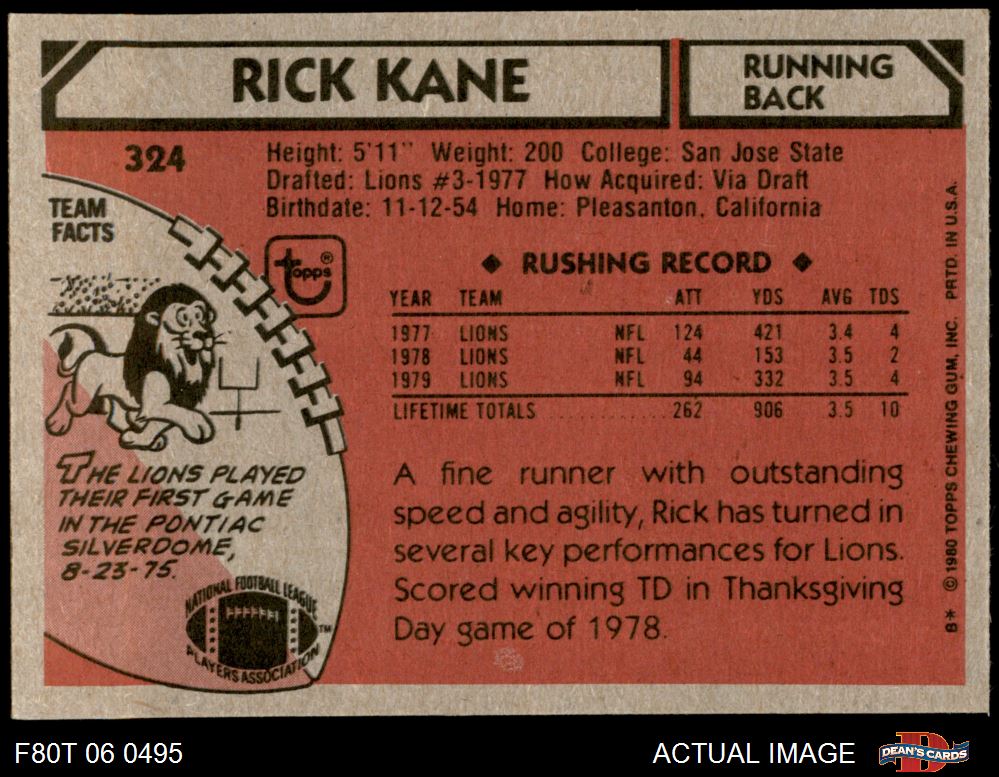 RICK KANE
RUNNING
BACK
324
Height: 5'11" Weight: 200 College: San Jose State
Drafted: Lions #3-1977 How Acquired: Via Draft
Birthdate: 11-12-54 Home: Pleasanton, California
TEAM
FACTS
topps®
◆ RUSHING RECORD ◆
YEAR TEAM ATT YDS AVG TDS
1977 LIONS NFL 124 421 3.4 4
1978 LIONS NFL 44 153 3.5 2
1979 LIONS NFL 94 332 3.5 4
LIFETIME TOTALS .............. 262 906 3.5 10
THE LIONS PLAYED
THEIR FIRST GAME
IN THE PONTIAC
SILVERDOME,
8-23-75.
NATIONAL FOOTBALL LEAGUE
PLAYERS ASSOCIATION
TM
A fine runner with outstanding
speed and agility, Rick has turned in
several key performances for Lions.
Scored winning TD in Thanksgiving
Day game of 1978.
B* © 1980 TOPPS CHEWING GUM, INC. PRTD. IN U.S.A.
F80T 06 0495
ACTUAL IMAGE
D
DEAN'S CARDS